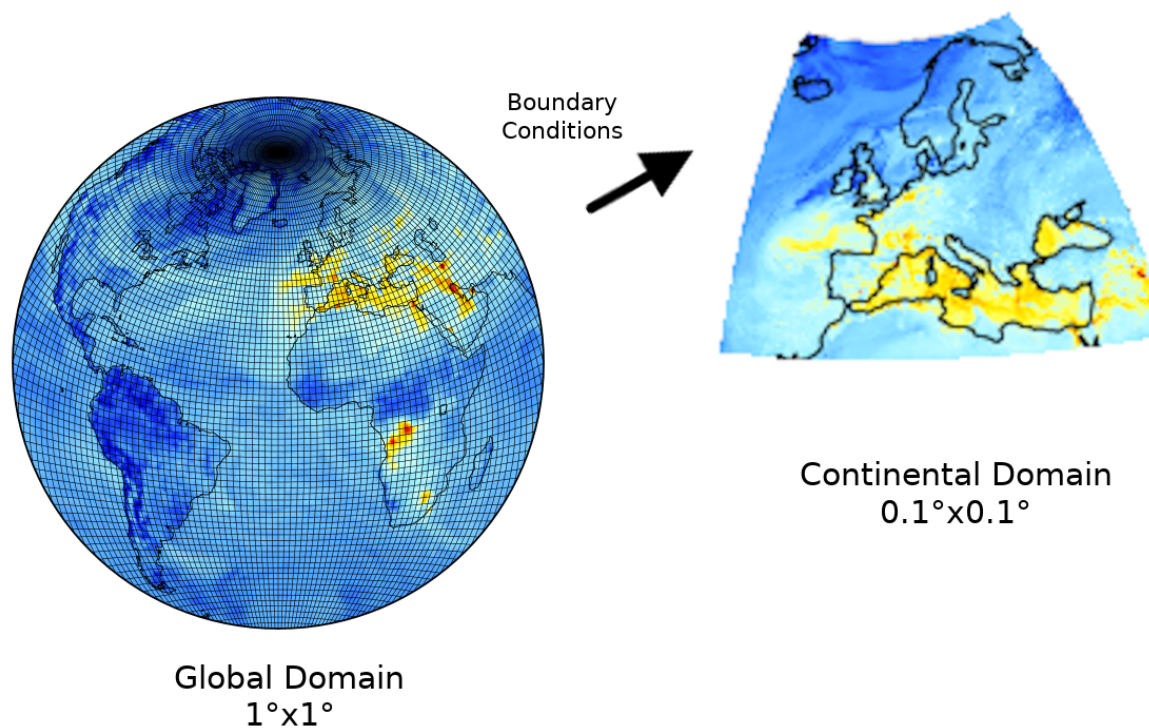 Boundary
Conditions
Continental Domain
0.1°x0.1°
Global Domain
1°x1°